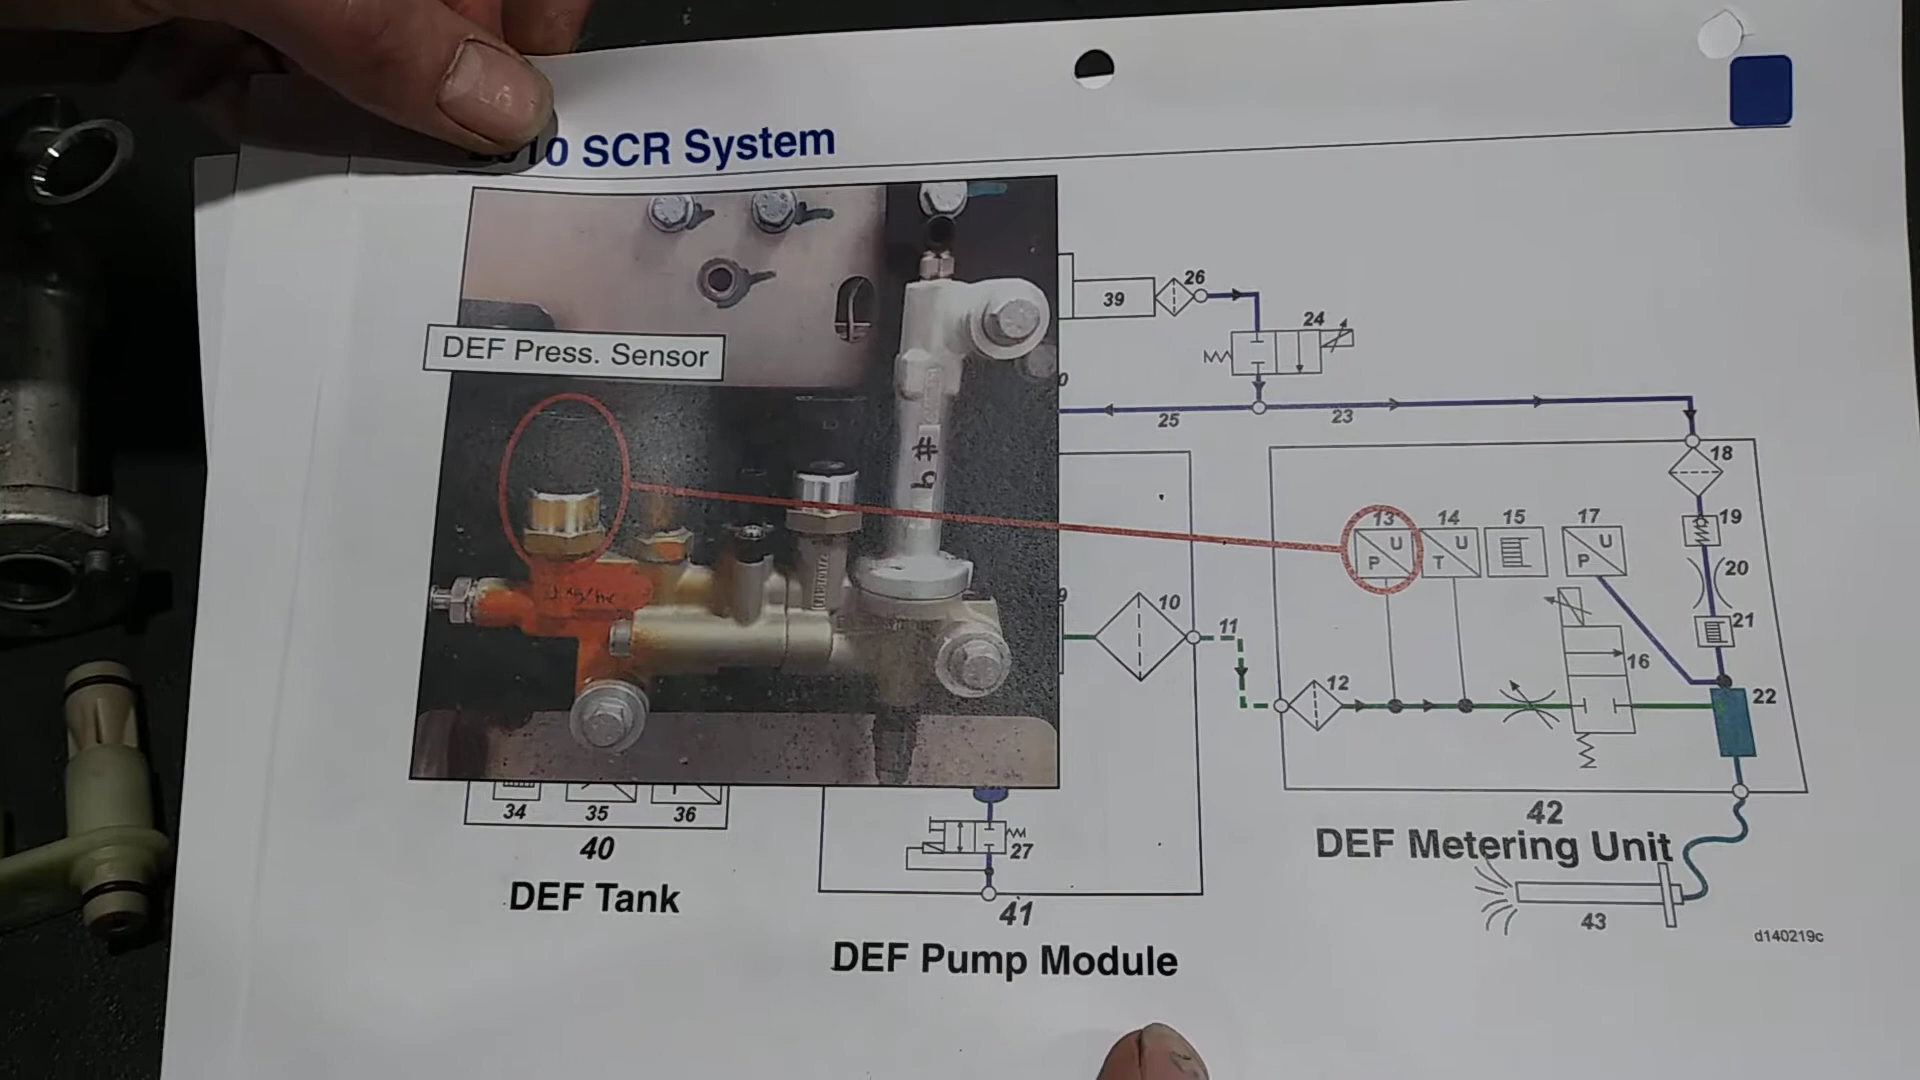 10 SCR System
DEF Press. Sensor
39
26
24
25
23
b#
18
13
14
15
17
19
U
P
U
T
U
P
20
10
11
21
16
12
22
34
35
36
27
40
DEF Tank
41
DEF Pump Module
42
DEF Metering Unit
43
d140219c